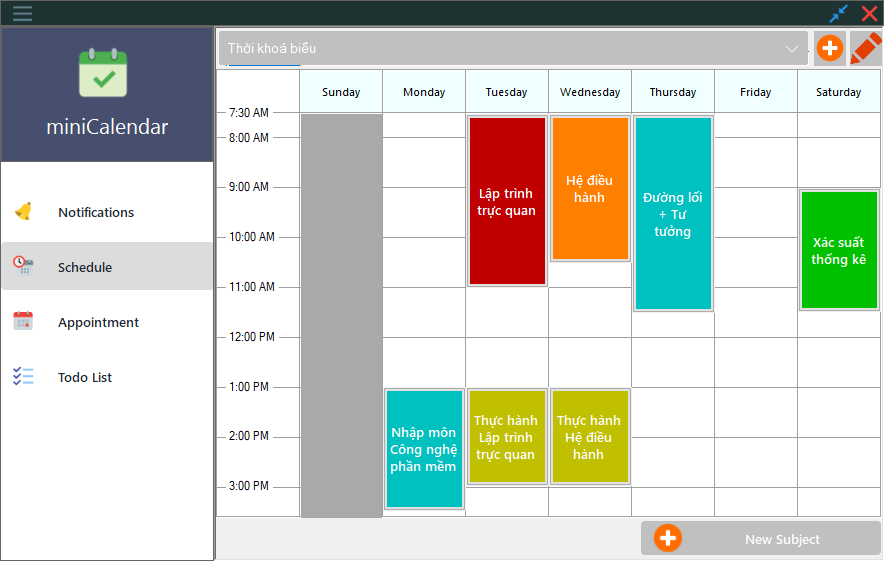 Thời khoá biểu
miniCalendar
Notifications
Schedule
Appointment
Todo List
Sunday
Monday
Tuesday
Wednesday
Thursday
Friday
Saturday
7:30 AM
8:00 AM
9:00 AM
10:00 AM
11:00 AM
12:00 PM
1:00 PM
2:00 PM
3:00 PM
Lập trình
trực quan
Hệ điều
hành
Đường lối
+ Tư
tưởng
Xác suất
thống kê
Nhập môn
Công nghệ
phần mềm
Thực hành
Lập trình
trực quan
Thực hành
Hệ điều
hành
New Subject